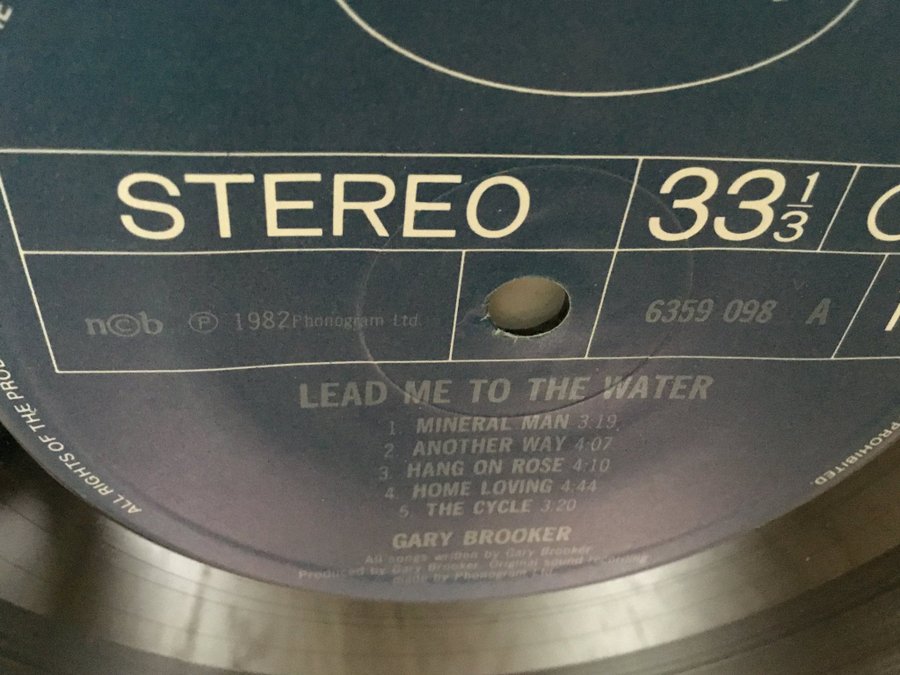 STEREO
33 1/3
ncb Ⓟ 1982 Phonogram Ltd.
6359 098 A
LEAD ME TO THE WATER
1 MINERAL MAN 3.19
2 ANOTHER WAY 4.07
3 HANG ON ROSE 4.10
4 HOME LOVING 4.44
5 THE CYCLE 3.20
GARY BROOKER
All songs written by Gary Brooker
Produced by Gary Brooker. Original sound recording
made by Phonogram Ltd
ALL RIGHTS OF THE
PROHIBITED